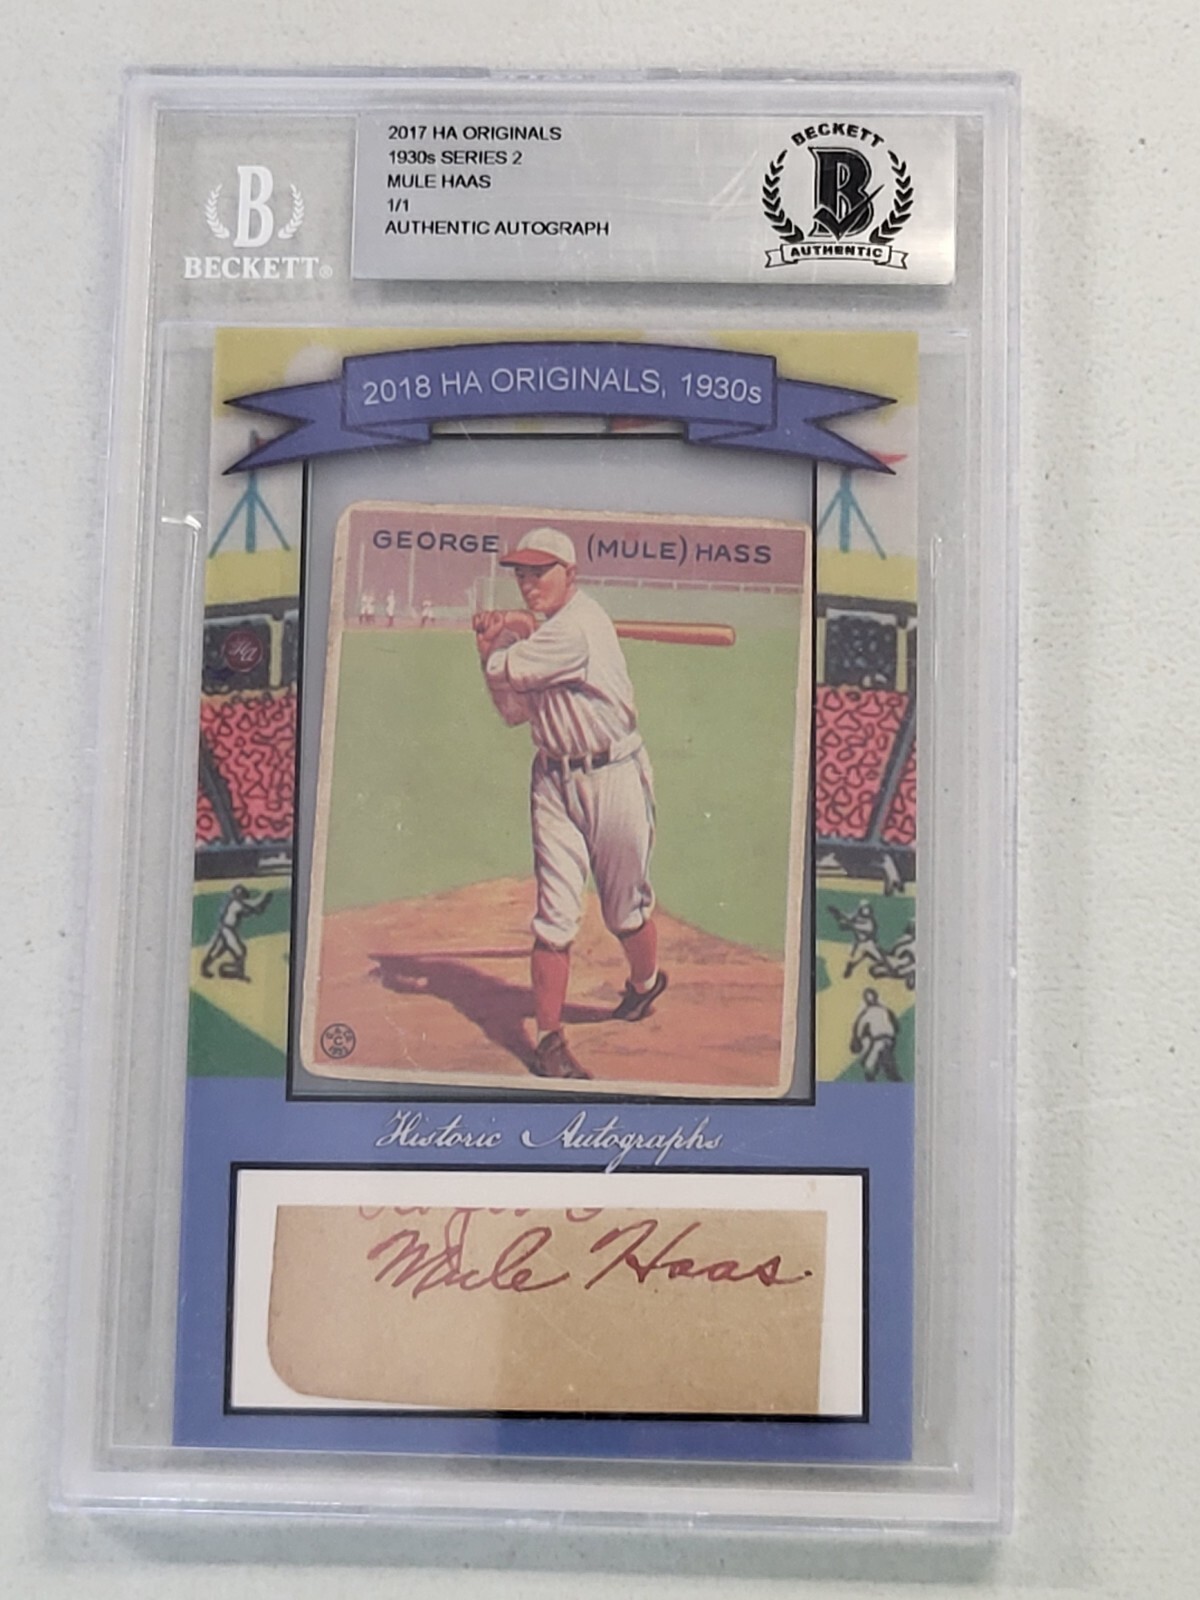 2017 HA ORIGINALS
1930s SERIES 2
MULE HAAS
1/1
AUTHENTIC AUTOGRAPH
B
BECKETT®
BECKETT
B
AUTHENTIC
2018 HA ORIGINALS, 1930s
GEORGE (MULE) HASS
HA
Historic Autographs
Mule Haas.